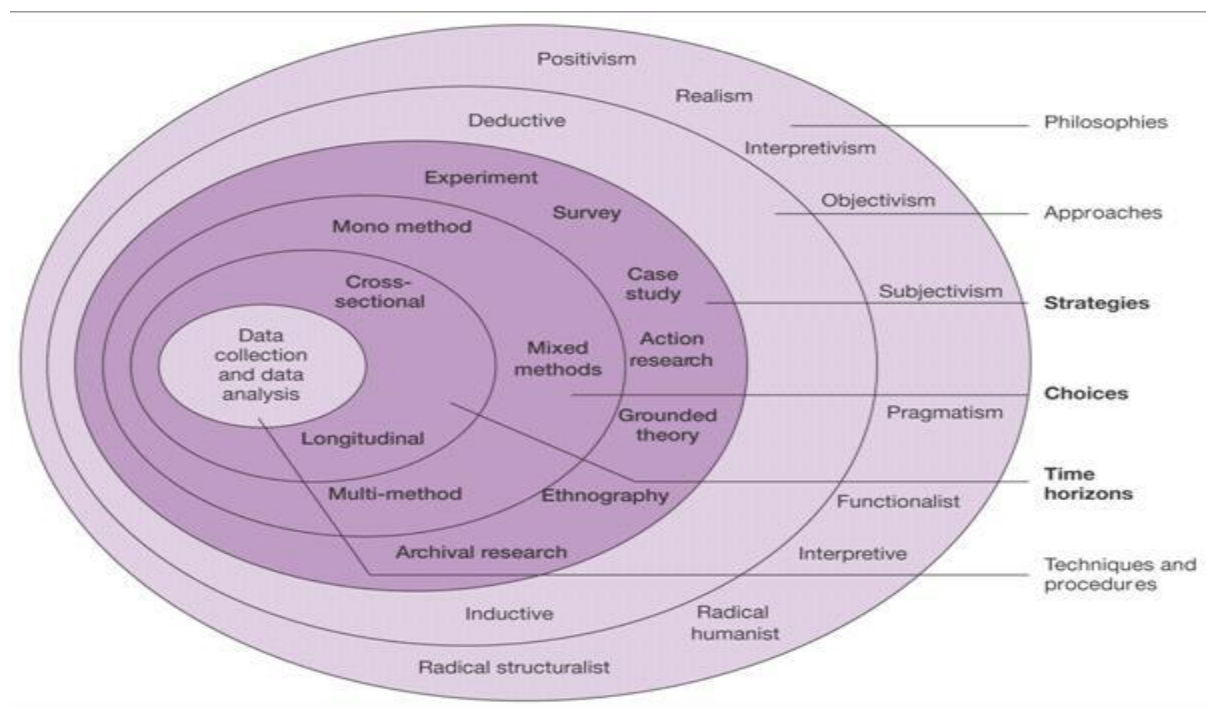 Positivism
Realism
Philosophies
Deductive
Interpretivism
Experiment
Objectivism
Survey
Approaches
Mono method
Cross-
sectional
Case
study
Subjectivism
Strategies
Data
collection
and data
analysis
Mixed
methods
Action
research
Choices
Pragmatism
Grounded
theory
Longitudinal
Time
horizons
Multi-method
Ethnography
Functionalist
Archival research
Interpretive
Techniques and
procedures
Inductive
Radical
humanist
Radical structuralist